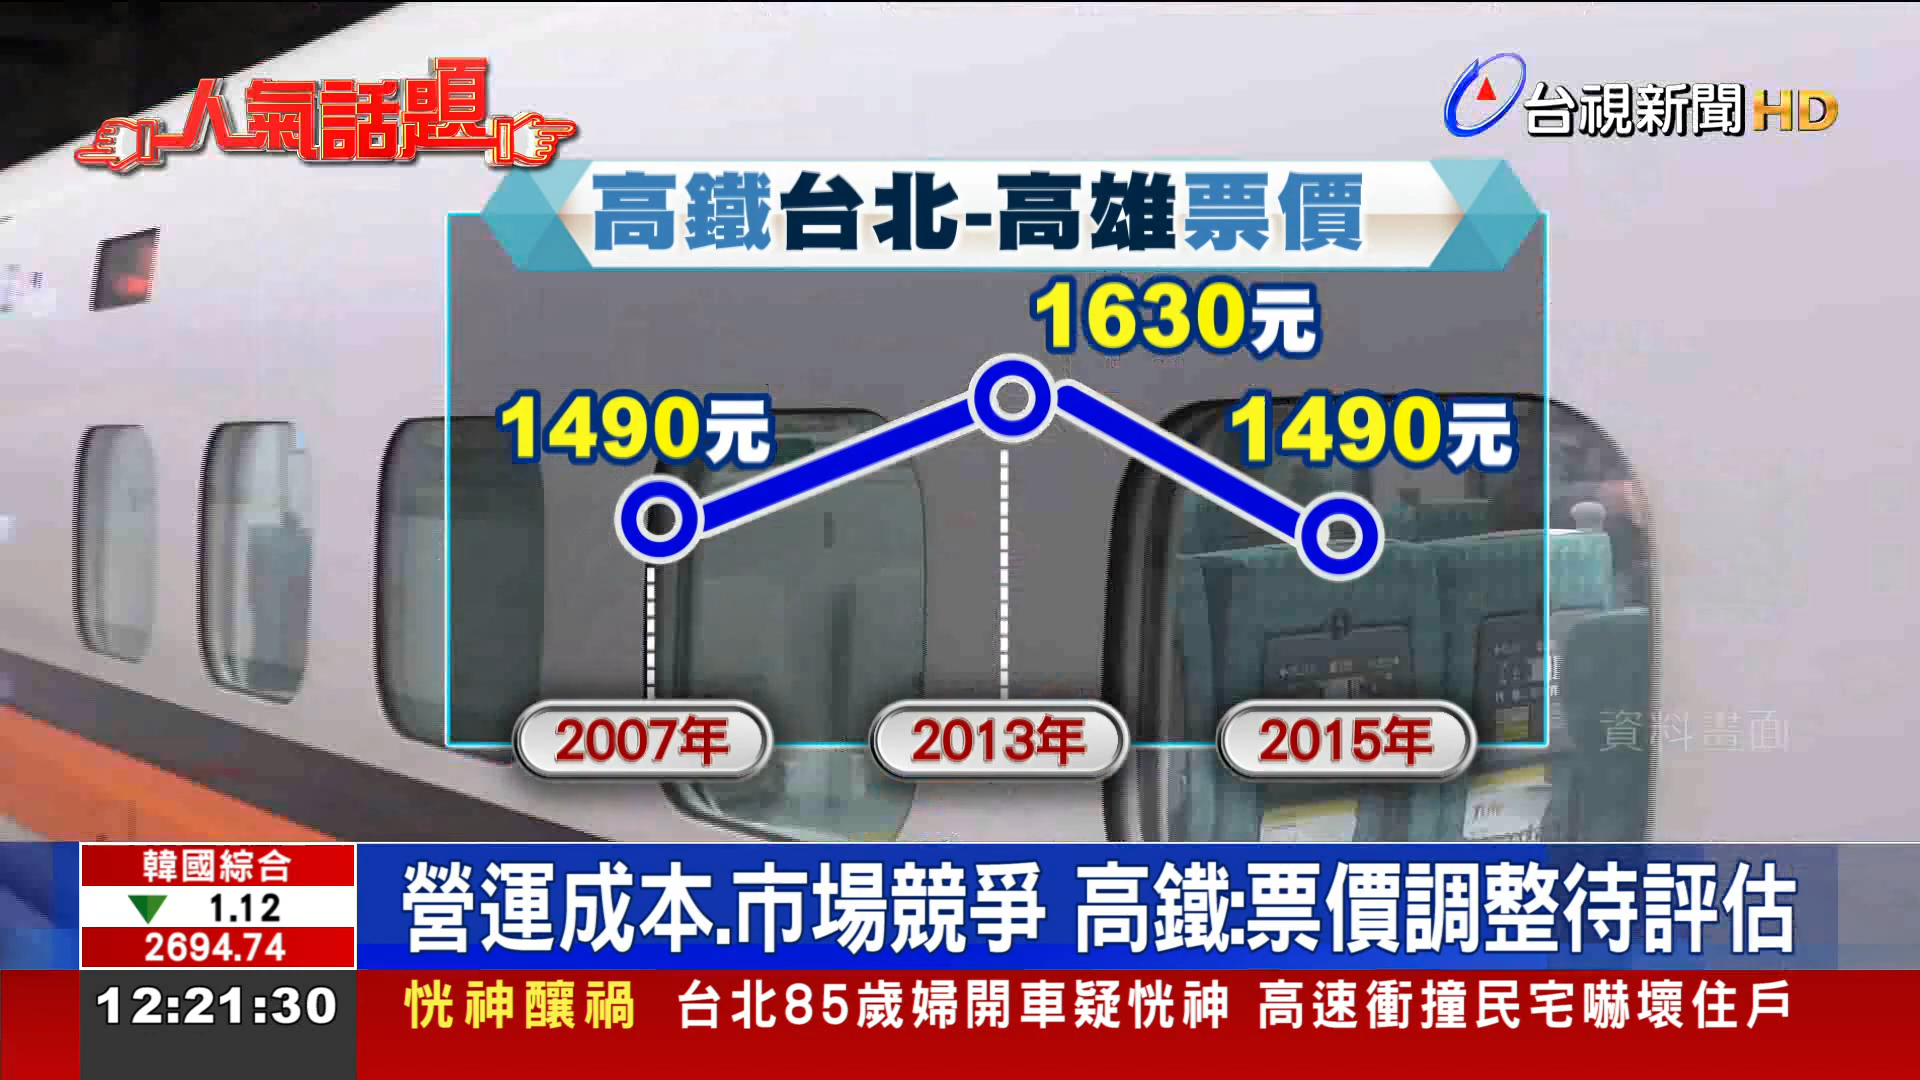 人氣話題
台視新聞HD
高鐵台北-高雄票價
1630元
1490元
1490元
2007年
2013年
2015年
資料畫面
韓國綜合
1.12
2694.74
營運成本.市場競爭 高鐵:票價調整待評估
12:21:30
恍神釀禍 台北85歲婦開車疑恍神 高速衝撞民宅嚇壞住戶